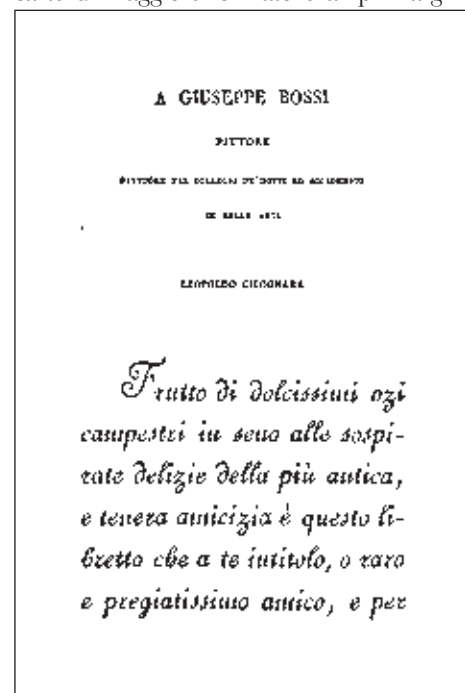 A GIUSEPPE BOSSI
PITTORE
LEOPOLDO CICOGNARA
Frutto di dolcissimi ozi
campestri in seno alle sospi-
rate delizie della più antica,
e tenera amicizia è questo li-
bretto che a te intitolo, o raro
e pregiatissimo amico, e per